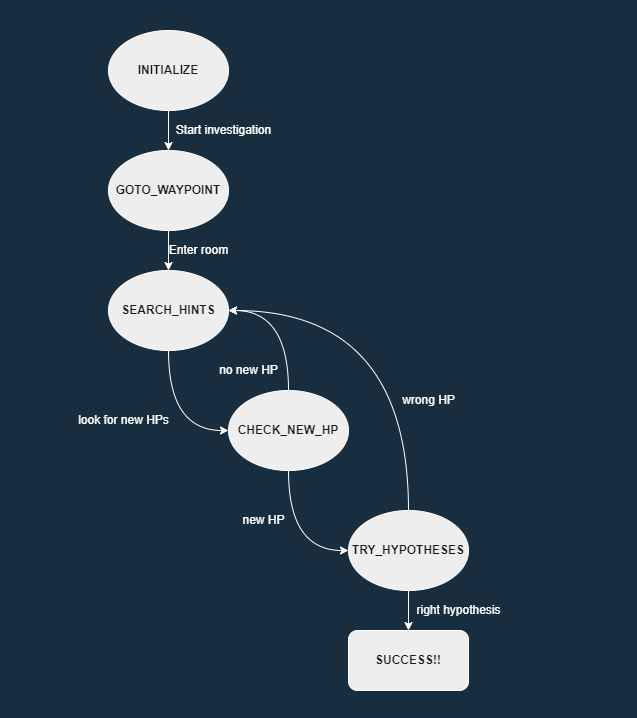 INITIALIZE
Start investigation
GOTO_WAYPOINT
Enter room
SEARCH_HINTS
no new HP
wrong HP
look for new HPs
CHECK_NEW_HP
new HP
TRY_HYPOTHESES
right hypothesis
SUCCESS!!